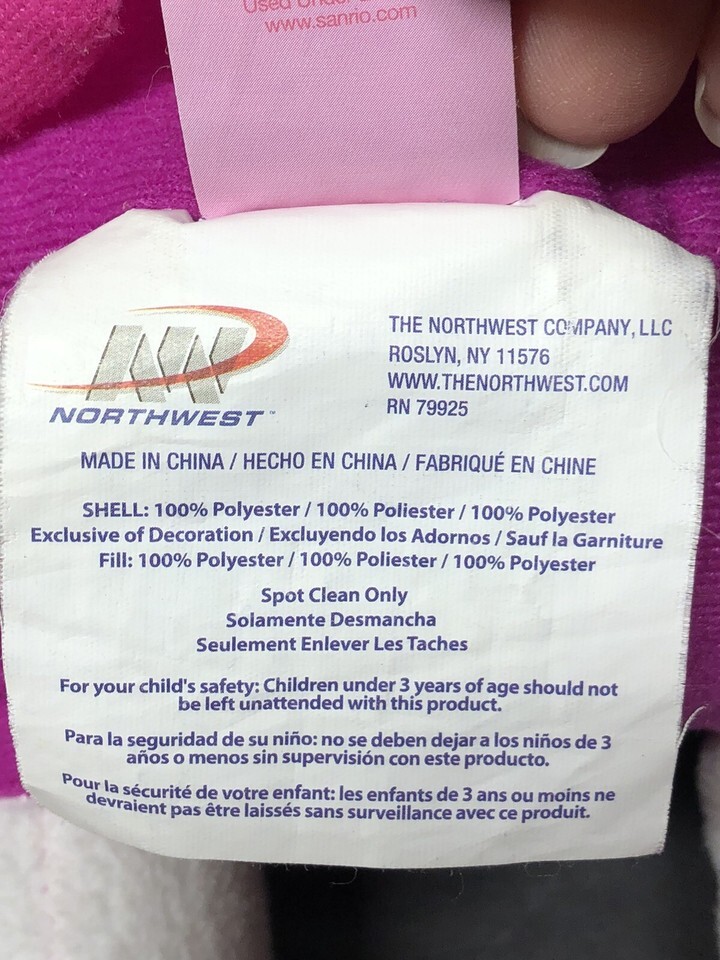 Used Under
www.sanrio.com
NORTHWEST™
THE NORTHWEST COMPANY, LLC
ROSLYN, NY 11576
WWW.THENORTHWEST.COM
RN 79925
MADE IN CHINA / HECHO EN CHINA / FABRIQUÉ EN CHINE
SHELL: 100% Polyester / 100% Poliester / 100% Polyester
Exclusive of Decoration / Excluyendo los Adornos / Sauf la Garniture
Fill: 100% Polyester / 100% Poliester / 100% Polyester
Spot Clean Only
Solamente Desmancha
Seulement Enlever Les Taches
For your child's safety: Children under 3 years of age should not
be left unattended with this product.
Para la seguridad de su niño: no se deben dejar a los niños de 3
años o menos sin supervisión con este producto.
Pour la sécurité de votre enfant: les enfants de 3 ans ou moins ne
devraient pas être laissés sans surveillance avec ce produit.